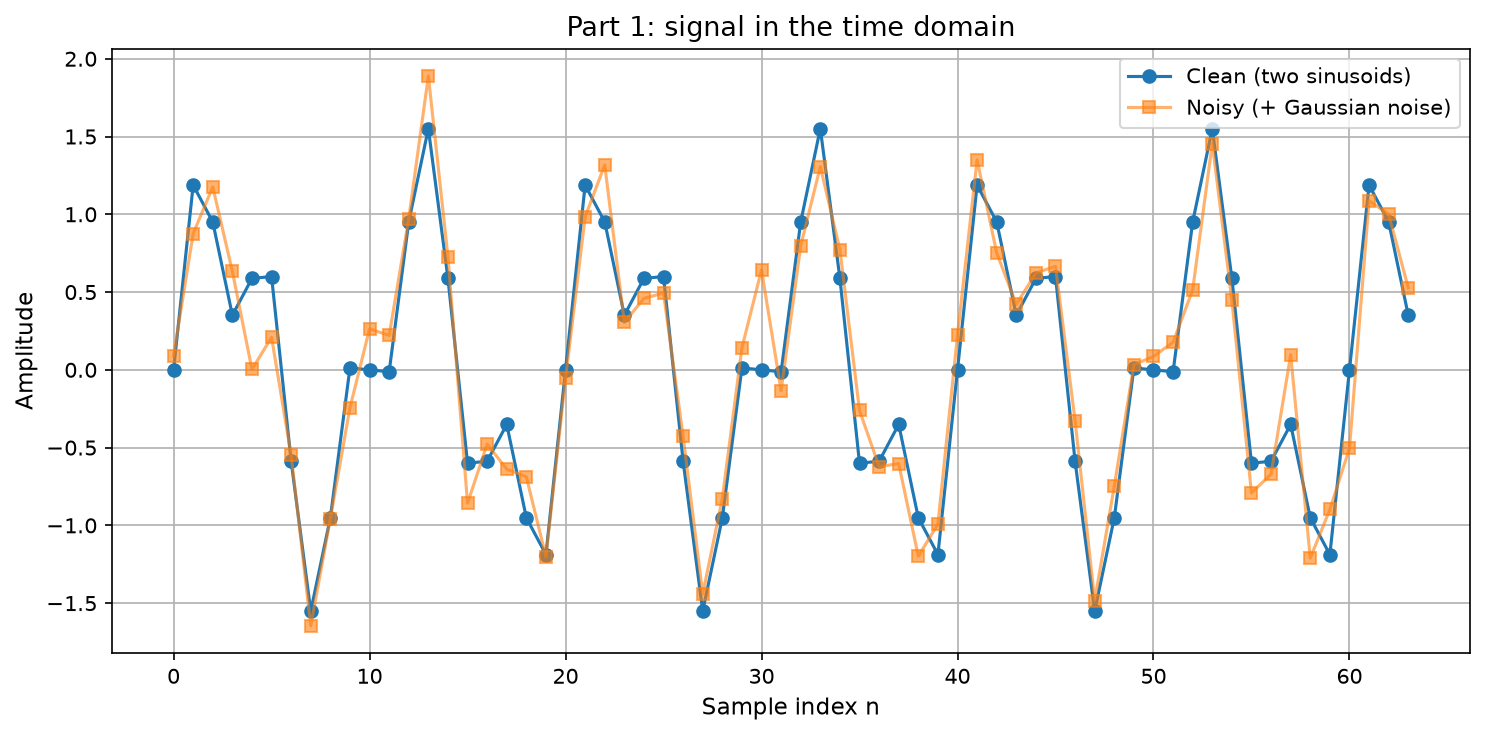 Part 1: signal in the time domain
Clean (two sinusoids)
Noisy (+ Gaussian noise)
Amplitude
2.0
1.5
1.0
0.5
0.0
−0.5
−1.0
−1.5
0 10 20 30 40 50 60
Sample index n